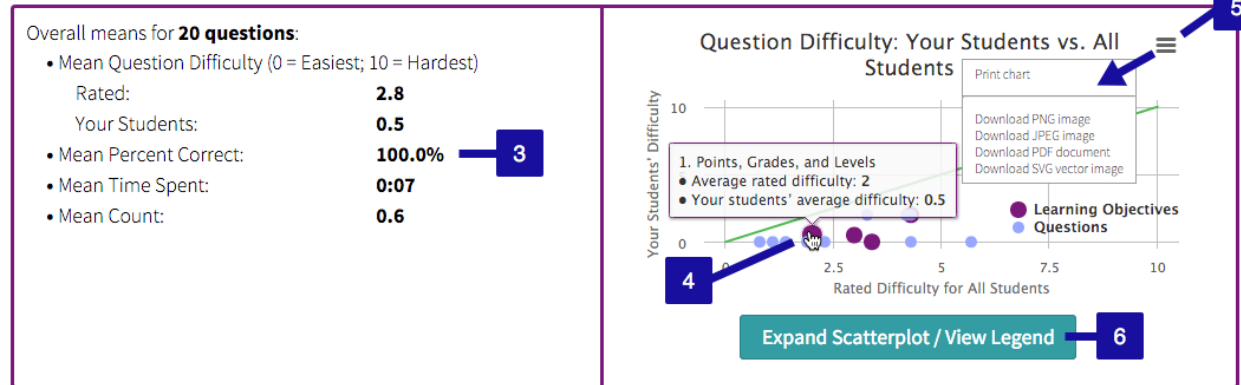 Overall means for 20 questions:
• Mean Question Difficulty (0 = Easiest; 10 = Hardest)
Rated: 2.8
Your Students: 0.5
• Mean Percent Correct: 100.0%
3
• Mean Time Spent: 0:07
• Mean Count: 0.6
5
Question Difficulty: Your Students vs. All
Students
Print chart
Download PNG image
Download JPEG image
Download PDF document
Download SVG vector image
Your Students' Difficulty
10
0
1. Points, Grades, and Levels
• Average rated difficulty: 2
• Your students’ average difficulty: 0.5
Learning Objectives
Questions
4
0 2.5 5 7.5 10
Rated Difficulty for All Students
Expand Scatterplot / View Legend
6